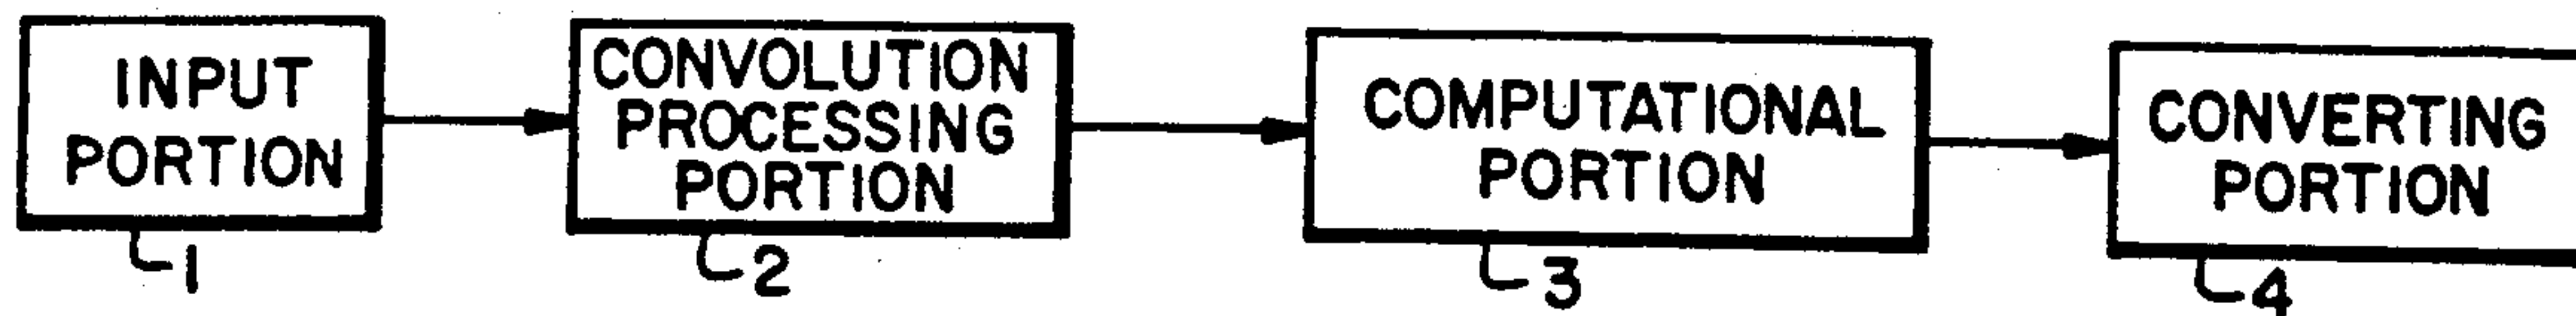 INPUT
PORTION
1
CONVOLUTION
PROCESSING
PORTION
2
COMPUTATIONAL
PORTION
3
CONVERTING
PORTION
4